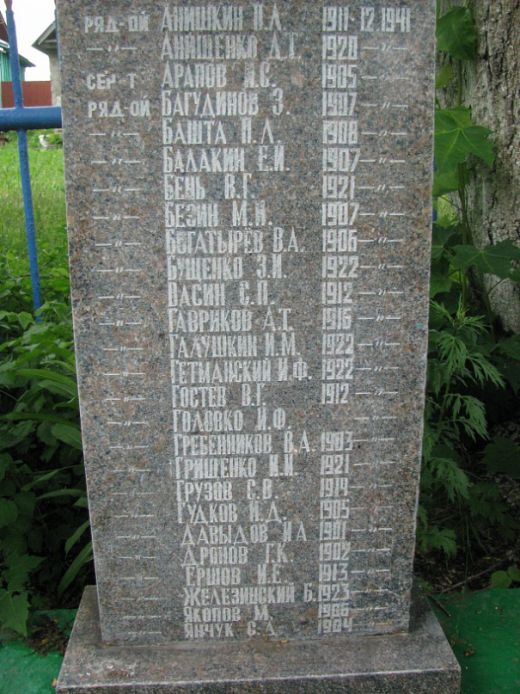 РЯД-ОЙ АНИШКИН П.А. 1911-12.1941
—"— АНИЩЕНКО Д.Г. 1920 —"—
СЕР-Т АРАПОВ И.С. 1905 —"—
РЯД-ОЙ БАГУДИНОВ З. 1907 —"—
—"— БАШТА П.Л. 1908 —"—
—"— БАЛАКИН Е.И. 1907 —"—
—"— БЕНЬ В.Г. 1921 —"—
—"— БЕЗИН М.И. 1907 —"—
—"— БОГАТЫРЁВ В.А. 1906 —"—
—"— БУЩЕНКО З.И. 1922 —"—
—"— ВАСИН С.П. 1912 —"—
—"— ГАВРИКОВ А.Т. 1916 —"—
—"— ГАЛУШКИН И.М. 1922 —"—
—"— ГЕТМАНСКИЙ И.Ф. 1922 —"—
—"— ГОСТЕВ В.Г. 1912 —"—
—"— ГОЛОВКО И.Ф. —"—
—"— ГРЕБЕННИКОВ В.А. 1903 —"—
—"— ГРИЩЕНКО И.И 1921 —"—
—"— ГРУЗОВ С.В. 1914 —"—
—"— ГУДКОВ И.Д. 1905 —"—
—"— ДАВЫДОВ И.А 1901 —"—
—"— ДРОНОВ Г.К. 1902 —"—
—"— ЕРШОВ И.Е. 1913 —"—
—"— ЖЕЛЕЗИНСКИЙ Б. 1923 —"—
—"— ЯКОПОВ М. 1906 —"—
—"— ЯНЧУК С.Д. 1904 —"—